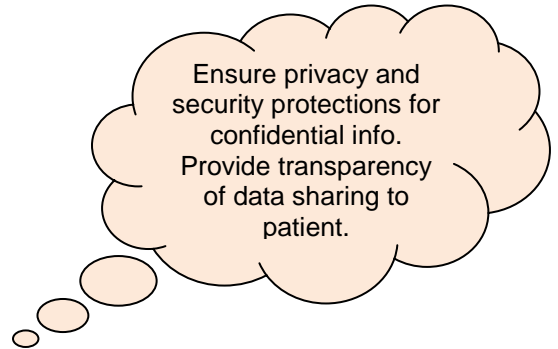 Ensure privacy and
security protections for
confidential info.
Provide transparency
of data sharing to
patient.